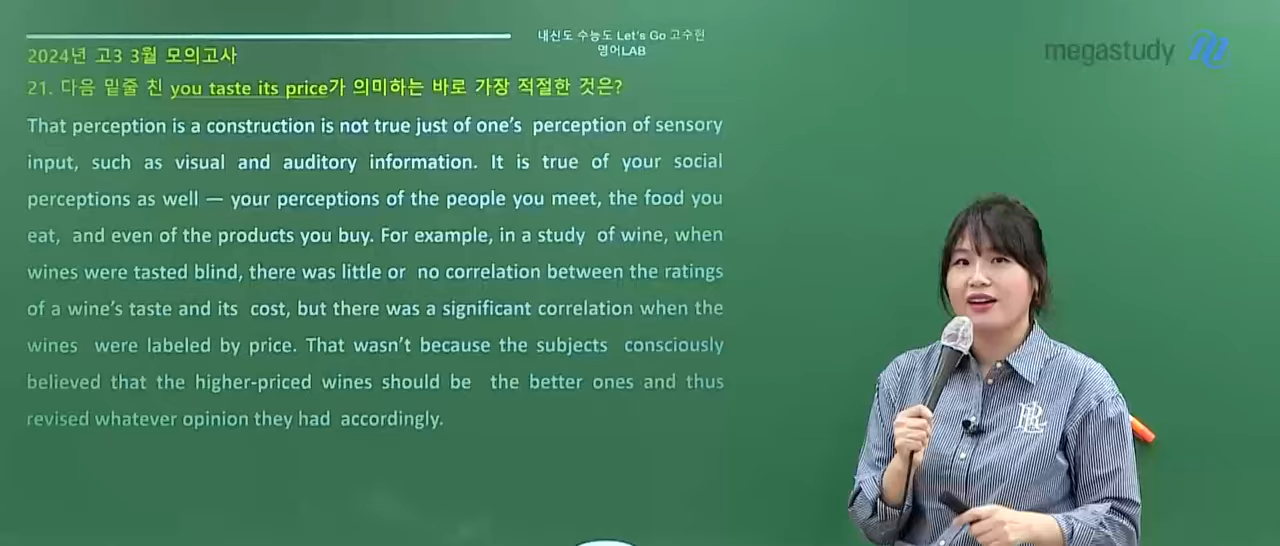 내신도 수능도 Let's Go 고수현
영어LAB
megastudy
2024년 고3 3월 모의고사
21. 다음 밑줄 친 you taste its price가 의미하는 바로 가장 적절한 것은?
That perception is a construction is not true just of one's perception of sensory
input, such as visual and auditory information. It is true of your social
perceptions as well — your perceptions of the people you meet, the food you
eat, and even of the products you buy. For example, in a study of wine, when
wines were tasted blind, there was little or no correlation between the ratings
of a wine's taste and its cost, but there was a significant correlation when the
wines were labeled by price. That wasn't because the subjects consciously
believed that the higher-priced wines should be the better ones and thus
revised whatever opinion they had accordingly.